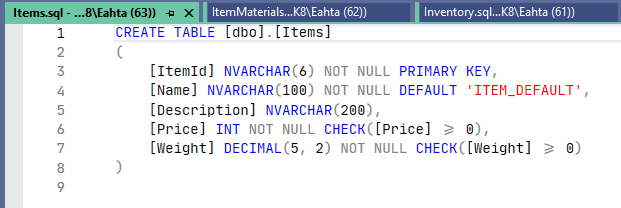 Items.sql - ...8\Eahta (63)) ItemMaterials...K8\Eahta (62)) Inventory.sql...K8\Eahta (61))
1 CREATE TABLE [dbo].[Items]
2 (
3 [ItemId] NVARCHAR(6) NOT NULL PRIMARY KEY,
4 [Name] NVARCHAR(100) NOT NULL DEFAULT 'ITEM_DEFAULT',
5 [Description] NVARCHAR(200),
6 [Price] INT NOT NULL CHECK([Price] >= 0),
7 [Weight] DECIMAL(5, 2) NOT NULL CHECK([Weight] >= 0)
8 )
9